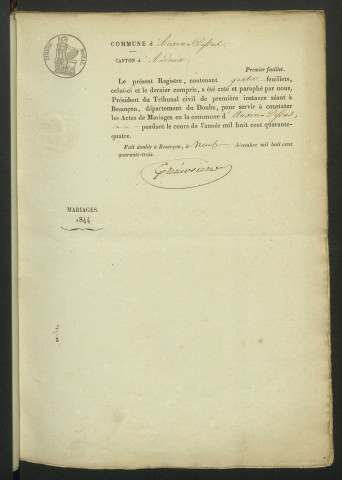 COMMUNE d'Auxon-Dessus
CANTON d'Audeux
Premier feuillet.
Le présent Registre, contenant quatre feuillets,
celui-ci et le dernier compris, a été coté et paraphé par nous,
Président du Tribunal civil de première instance séant à
Besançon, département du Doubs, pour servir à constater
les Actes de Mariages en la commune d'Auxon-Dessus,
pendant le cours de l'année mil huit cent quarante-
quatre.
Fait double à Besançon, le neuf décembre mil huit cent
quarante-trois.
MARIAGES.
1844